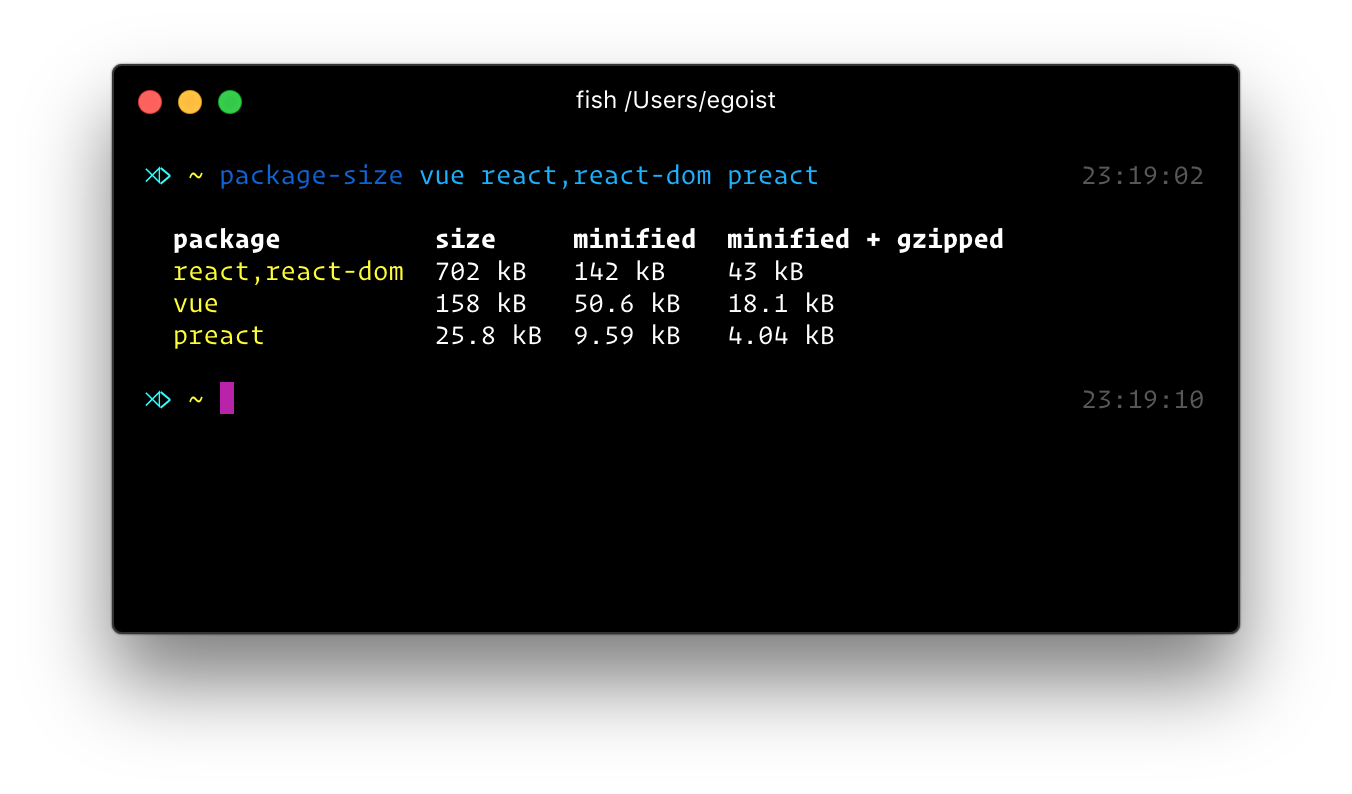 fish /Users/egoist
~ package-size vue react,react-dom preact 23:19:02
package size minified minified + gzipped
react,react-dom 702 kB 142 kB 43 kB
vue 158 kB 50.6 kB 18.1 kB
preact 25.8 kB 9.59 kB 4.04 kB
~ 23:19:10